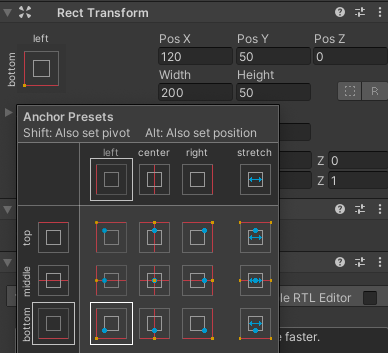 Rect Transform
left
Pos X Pos Y Pos Z
120 50 0
bottom
Width Height
200 50
R
Anchor Presets
Shift: Also set pivot Alt: Also set position
Z 0
Z 1
left center right stretch
top
middle
le RTL Editor
bottom
e faster.